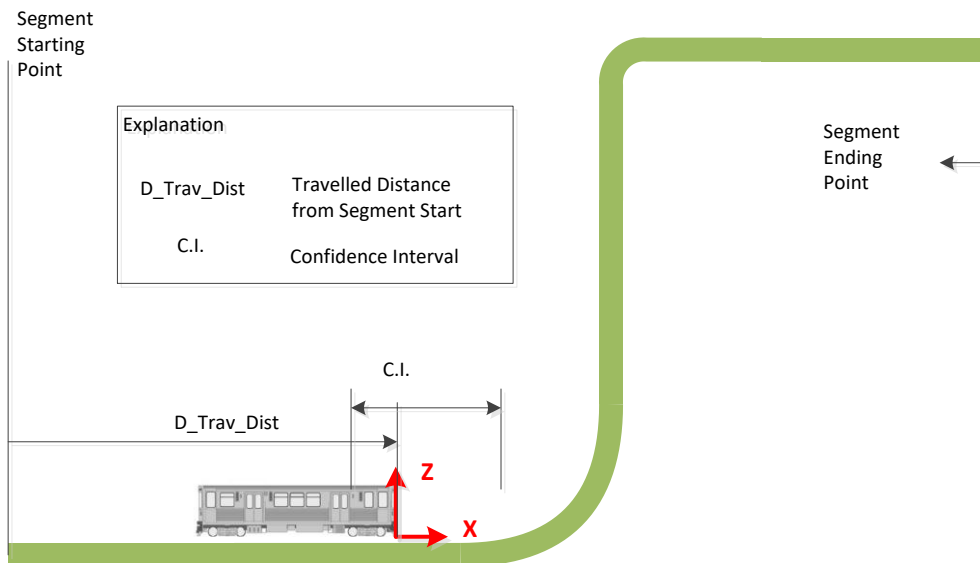 Segment
Starting
Point
Explanation
D_Trav_Dist
Travelled Distance
from Segment Start
C.I.
Confidence Interval
Segment
Ending
Point
C.I.
D_Trav_Dist
Z
X